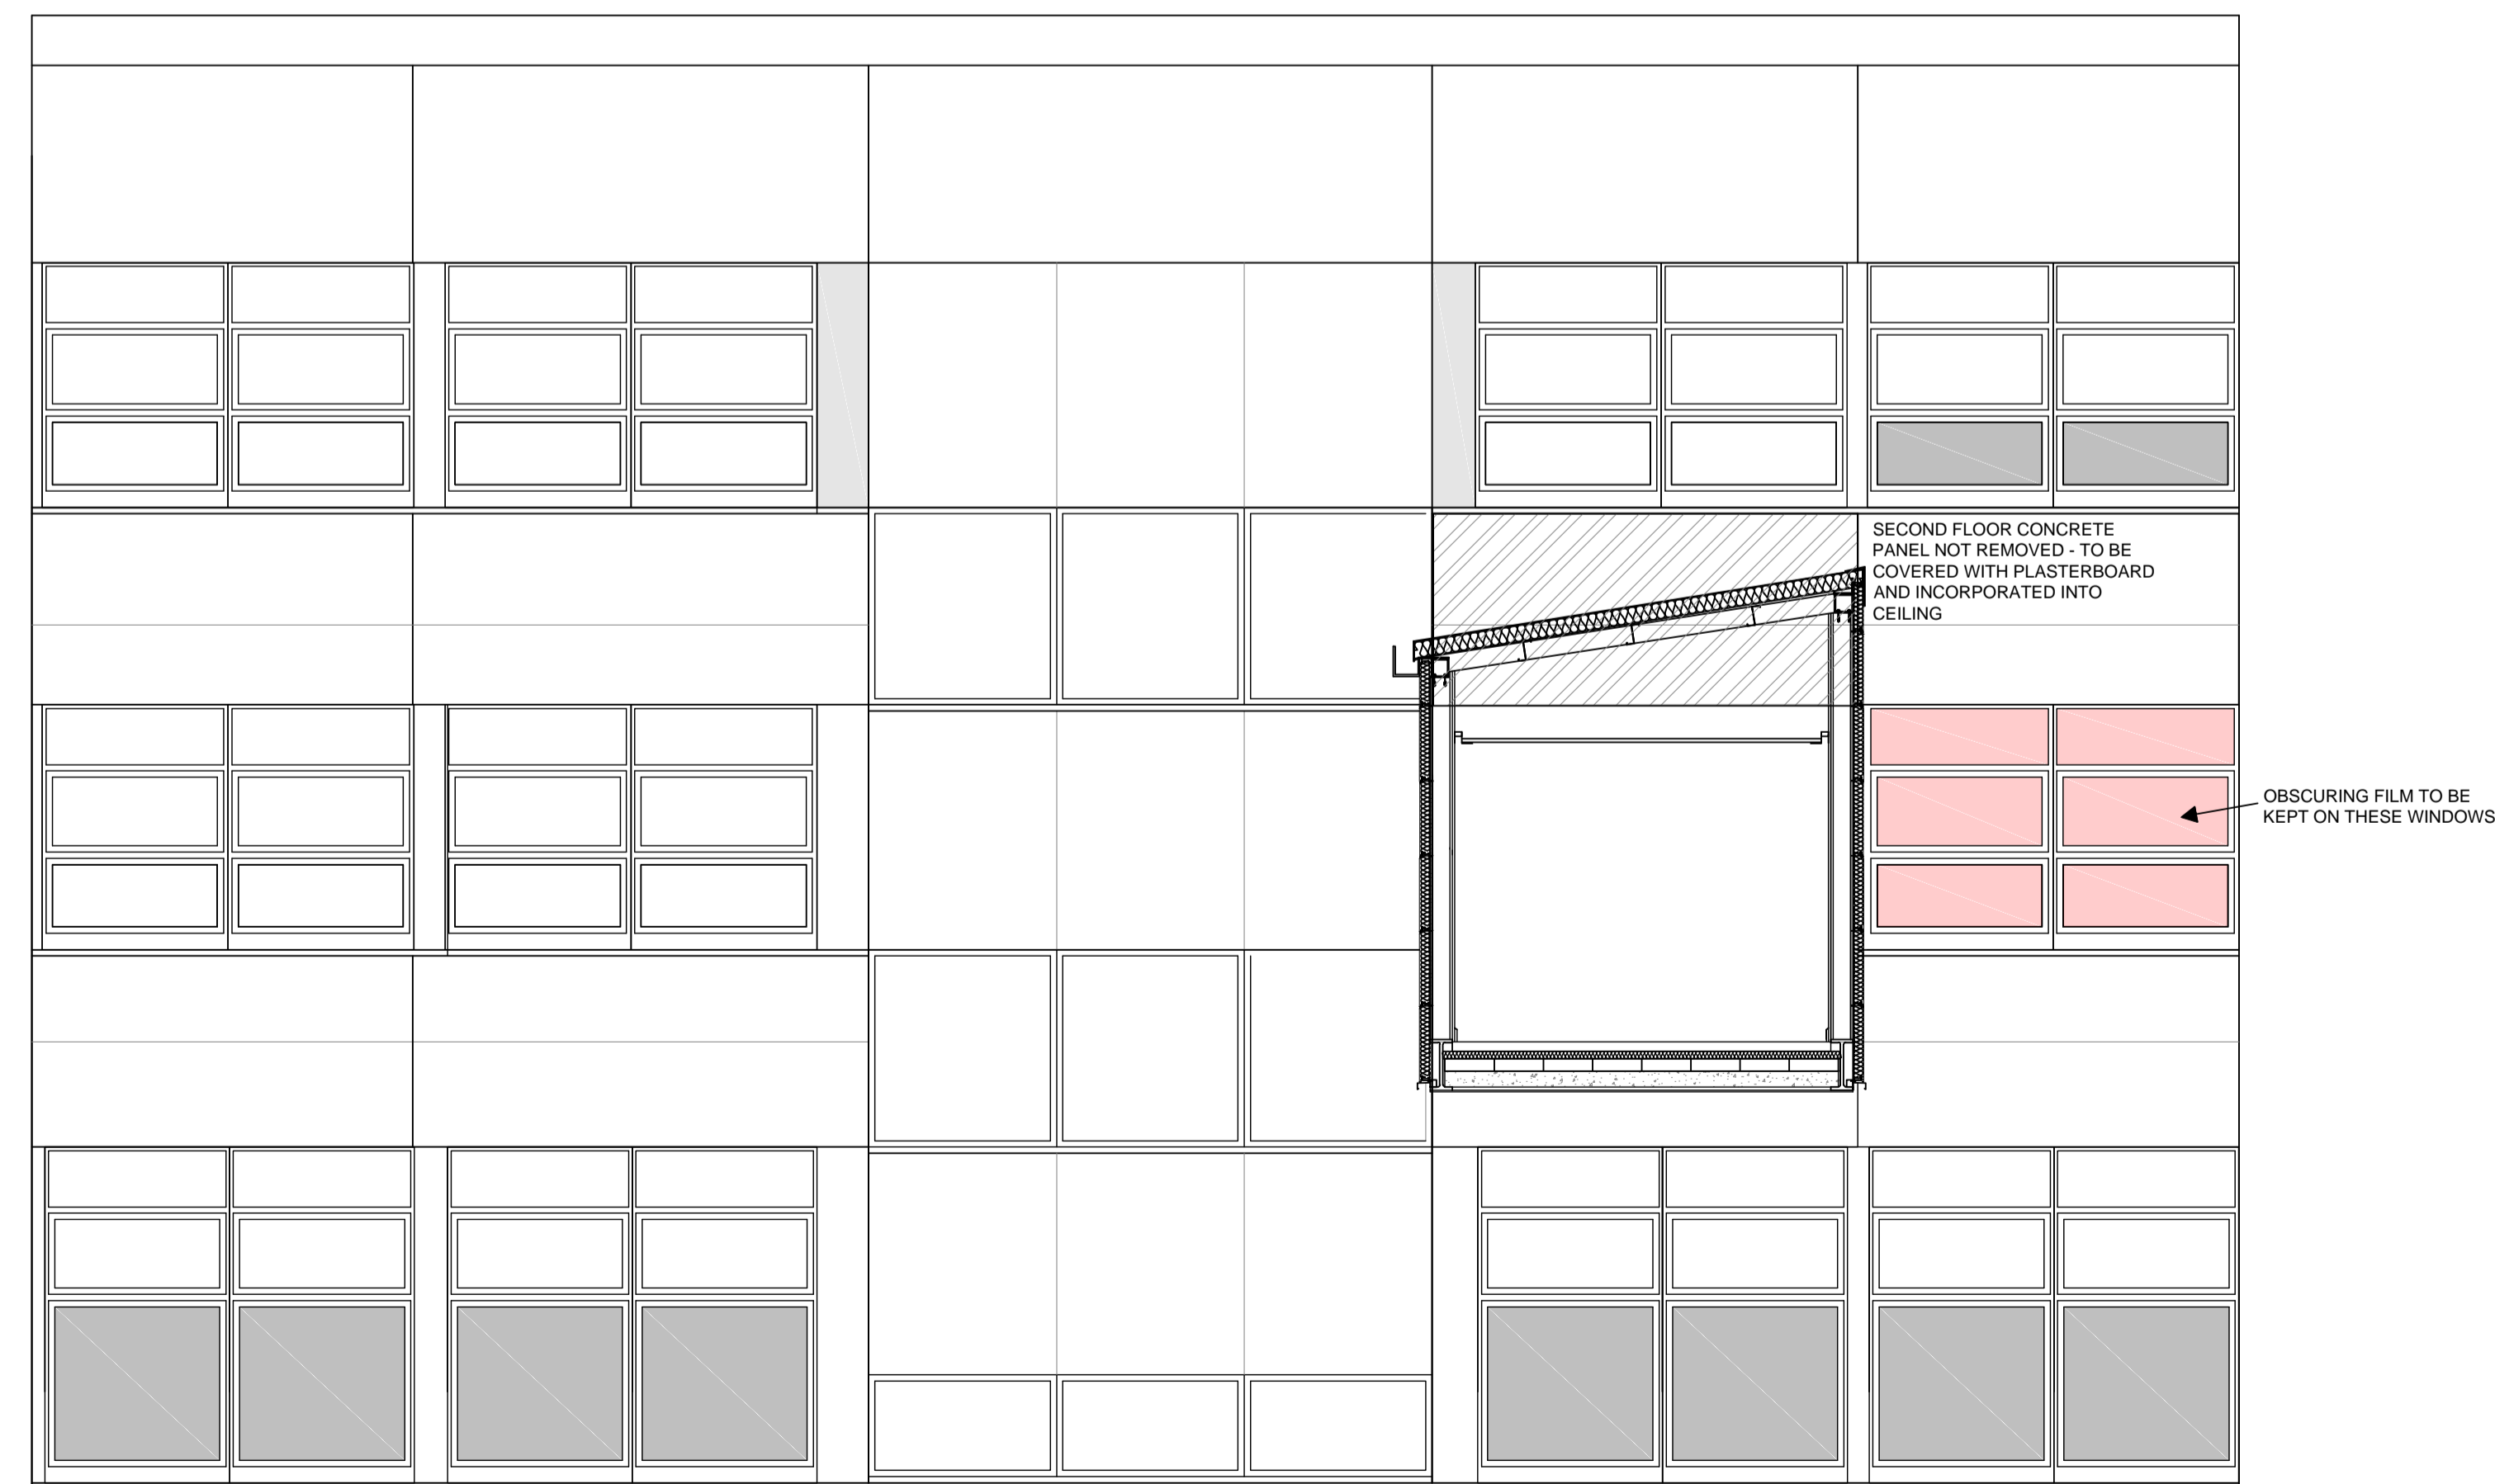 SECOND FLOOR CONCRETE
PANEL NOT REMOVED - TO BE
COVERED WITH PLASTERBOARD
AND INCORPORATED INTO
CEILING
OBSCURING FILM TO BE
KEPT ON THESE WINDOWS